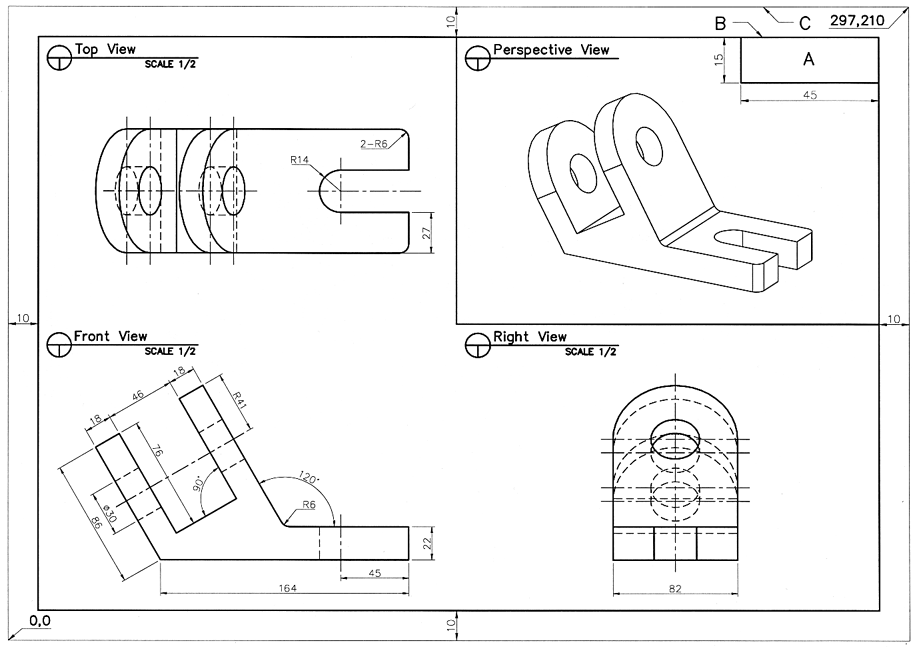 10
B
C
297,210
Top View
SCALE 1/2
Perspective View
A
15
45
2-R6
R14
27
10
10
Front View
SCALE 1/2
Right View
SCALE 1/2
18
46
18
R41
76
90°
120°
R6
ø30
86
22
45
164
82
0,0
10